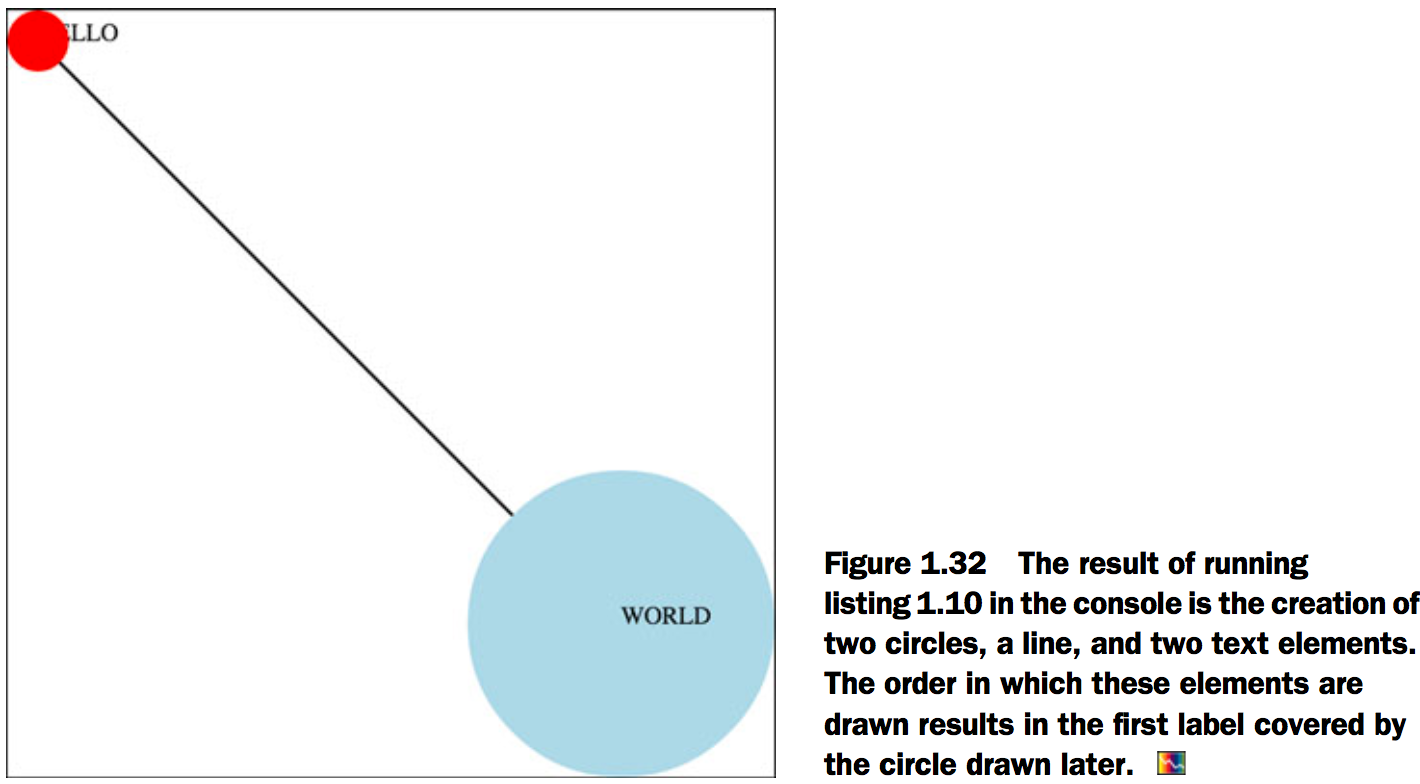 ELLO
WORLD
Figure 1.32 The result of running
listing 1.10 in the console is the creation of
two circles, a line, and two text elements.
The order in which these elements are
drawn results in the first label covered by
the circle drawn later.